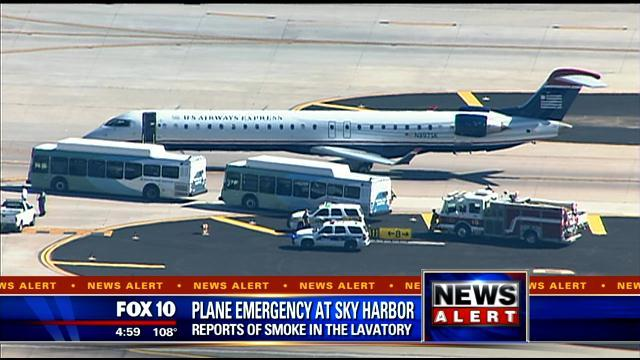 U.S AIRWAYS EXPRESS
8→
NEWS ALERT • NEWS ALERT • NEWS ALERT • NEWS ALERT • NEWS ALERT • NEWS ALERT
FOX 10
4:59 108°
PLANE EMERGENCY AT SKY HARBOR
REPORTS OF SMOKE IN THE LAVATORY
NEWS
ALERT